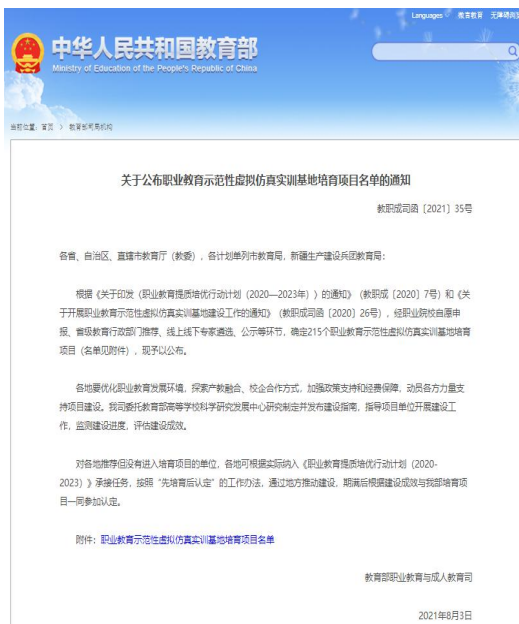 Languages 微言教育 无障碍浏览
中华人民共和国教育部
Ministry of Education of the People's Republic of China
当前位置：首页 > 教育部司局机构
关于公布职业教育示范性虚拟仿真实训基地培育项目名单的通知
教职成司函〔2021〕35号
各省、自治区、直辖市教育厅（教委），各计划单列市教育局，新疆生产建设兵团教育局：
根据《关于印发〈职业教育提质培优行动计划（2020—2023年）〉的通知》（教职成〔2020〕7号）和《关
于开展职业教育示范性虚拟仿真实训基地建设工作的通知》（教职成司函〔2020〕26号），经职业院校自愿申
报、省级教育行政部门推荐、线上线下专家遴选、公示等环节，确定215个职业教育示范性虚拟仿真实训基地培育
项目（名单见附件），现予以公布。
各地要优化职业教育发展环境，探索产教融合、校企合作方式，加强政策支持和经费保障，动员各方力量支
持项目建设。我司委托教育部高等学校科学研究发展中心研究制定并发布建设指南，指导项目单位开展建设工
作，监测建设进度，评估建设成效。
对各地推荐但没有进入培育项目的单位，各地可根据实际纳入《职业教育提质培优行动计划（2020-
2023）》承接任务，按照“先培育后认定”的工作办法，通过地方推动建设，期满后根据建设成效与我部培育项
目一同参加认定。
附件：职业教育示范性虚拟仿真实训基地培育项目名单
教育部职业教育与成人教育司
2021年8月3日